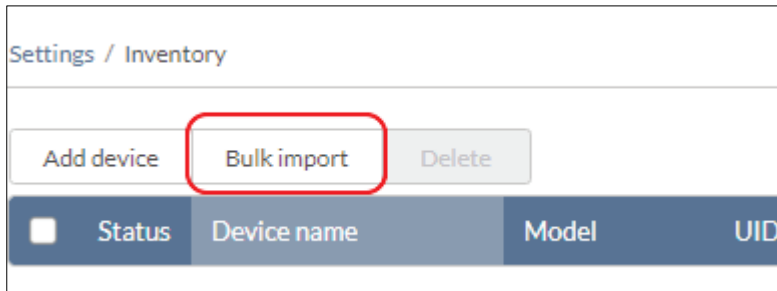 Settings / Inventory
Add device Bulk import Delete
Status Device name Model UID